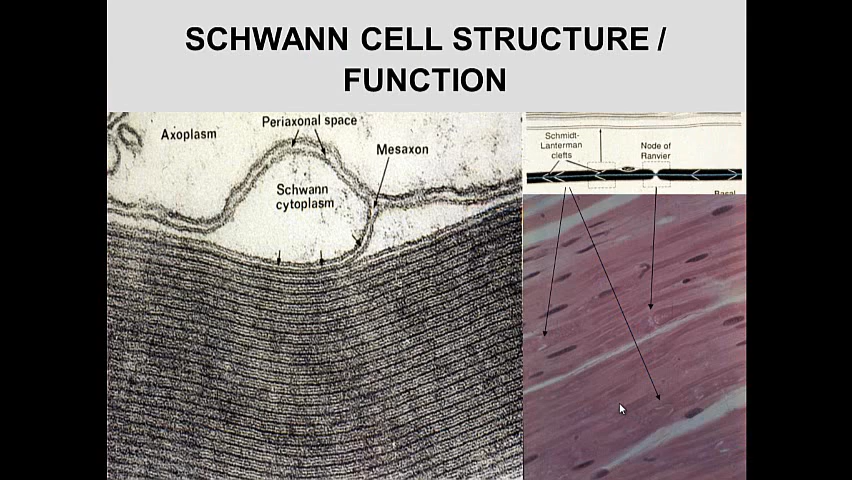 SCHWANN CELL STRUCTURE /
FUNCTION
Axoplasm
Periaxonal space
Mesaxon
Schwann
cytoplasm
Schmidt-
Lanterman
clefts
Node of
Ranvier
Basal